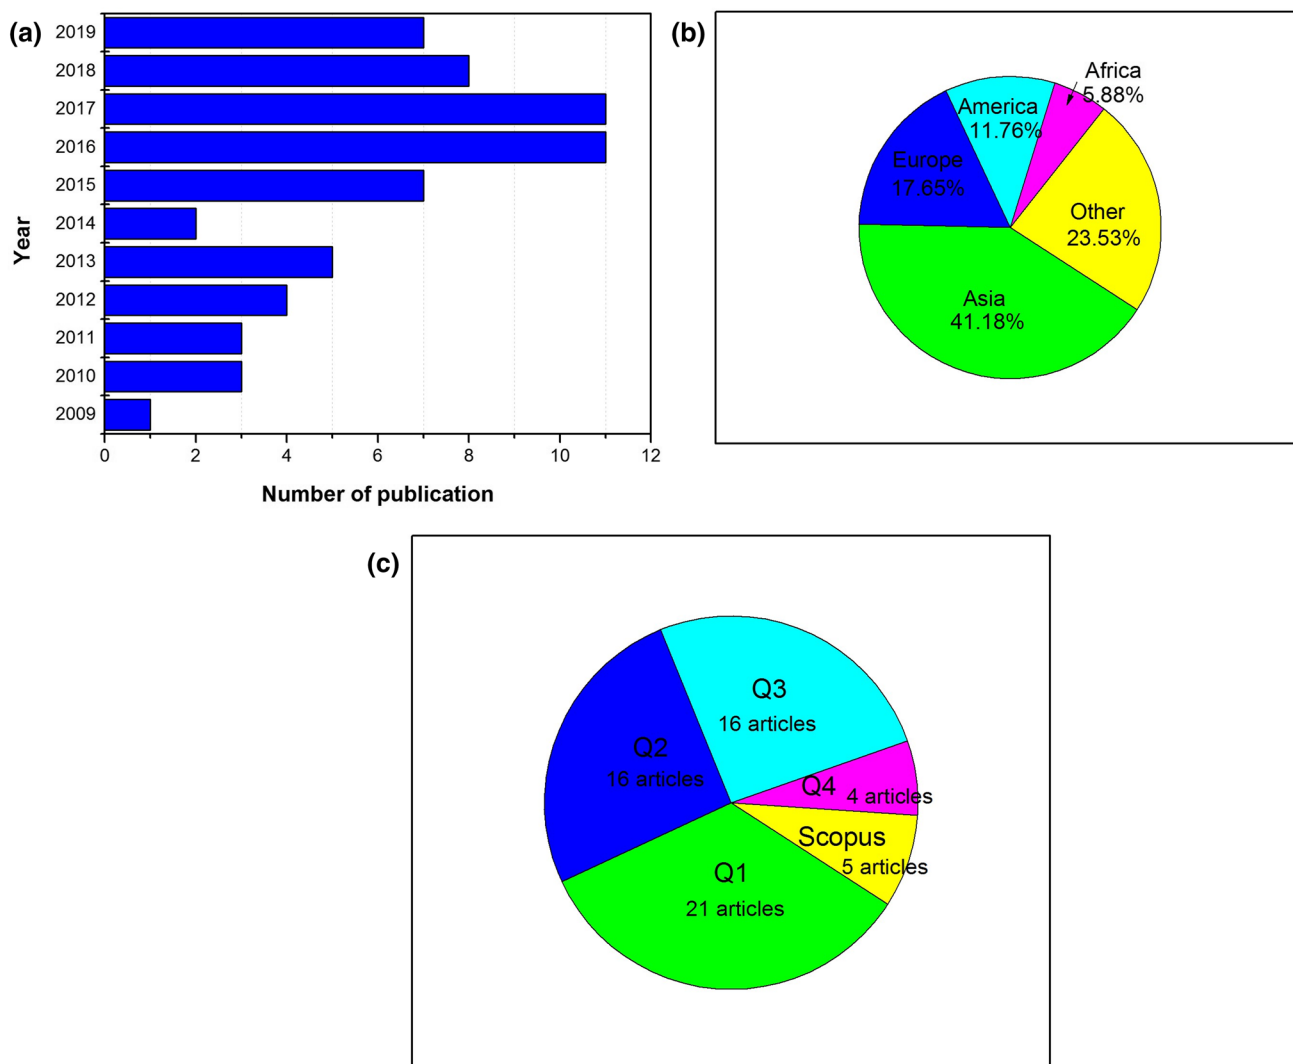 (a)
2019
2018
2017
2016
2015
2014
2013
2012
2011
2010
2009
Year
0 2 4 6 8 10 12
Number of publication
(b)
Africa
5.88%
America
11.76%
Europe
17.65%
Other
23.53%
Asia
41.18%
(c)
Q3
16 articles
Q2
16 articles
Q4 4 articles
Scopus
5 articles
Q1
21 articles